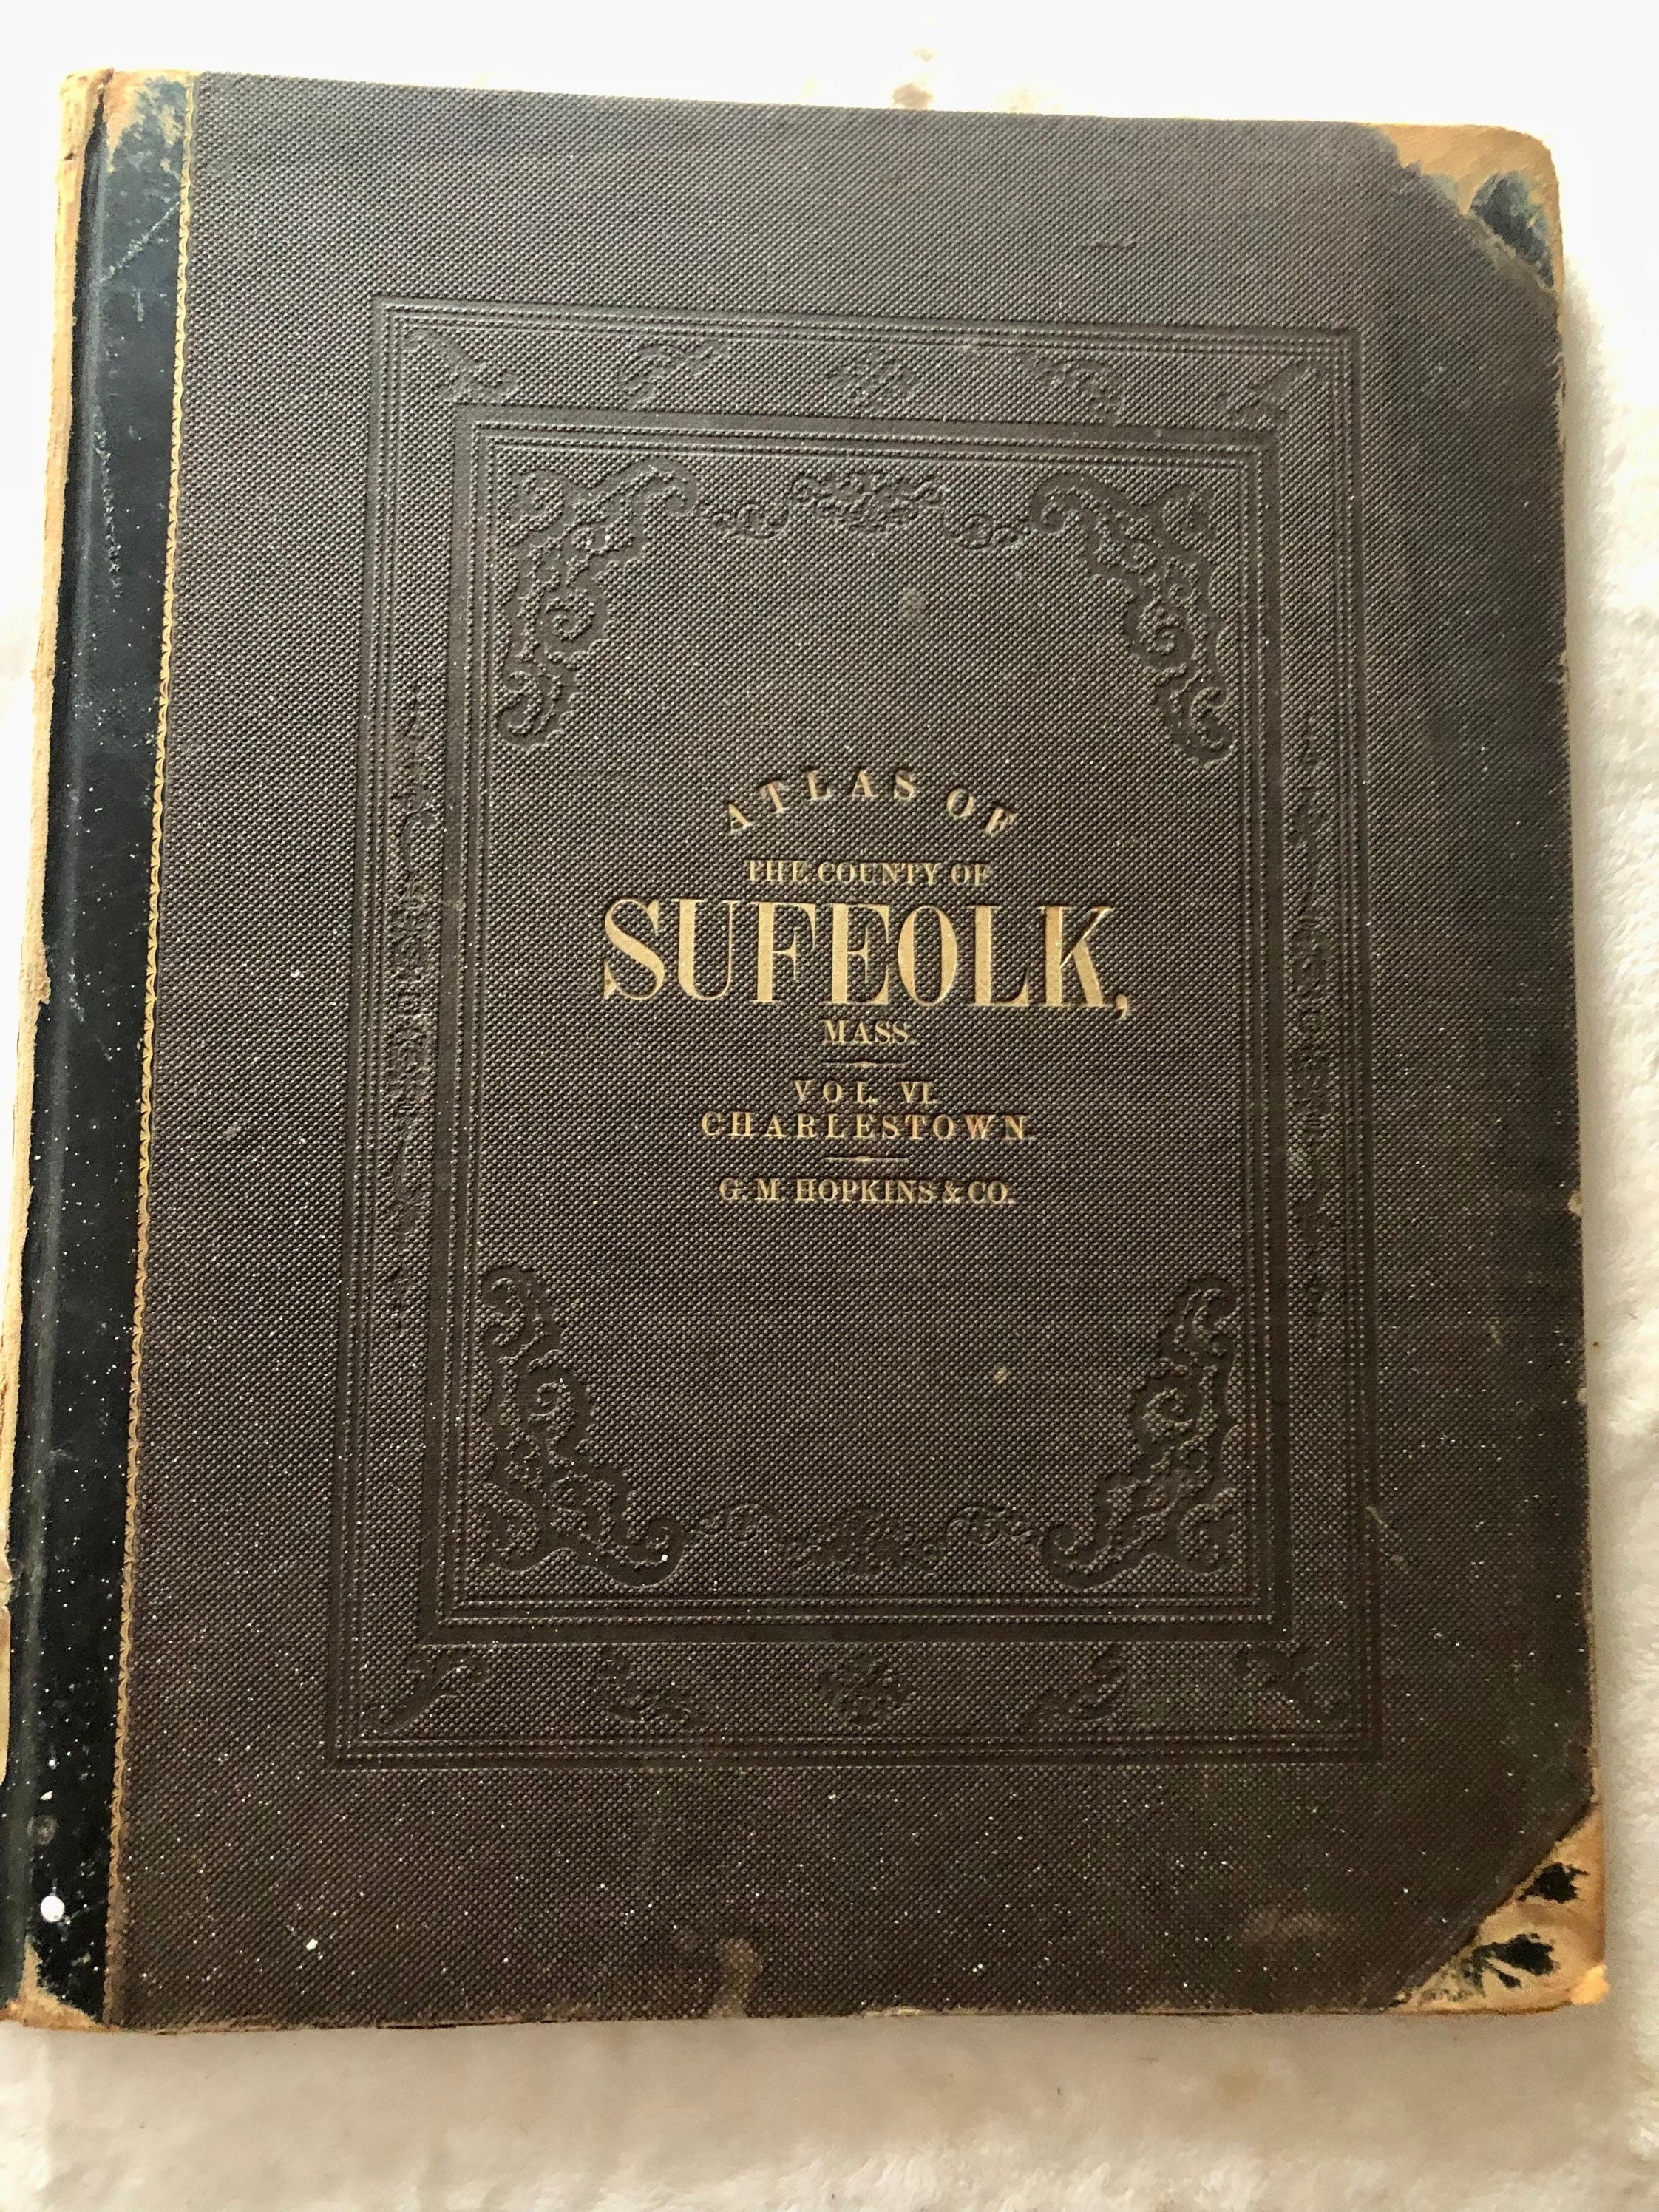 ATLAS OF
THE COUNTY OF
SUFFOLK,
MASS.
VOL. VI.
CHARLESTOWN.
G. M. HOPKINS & CO.